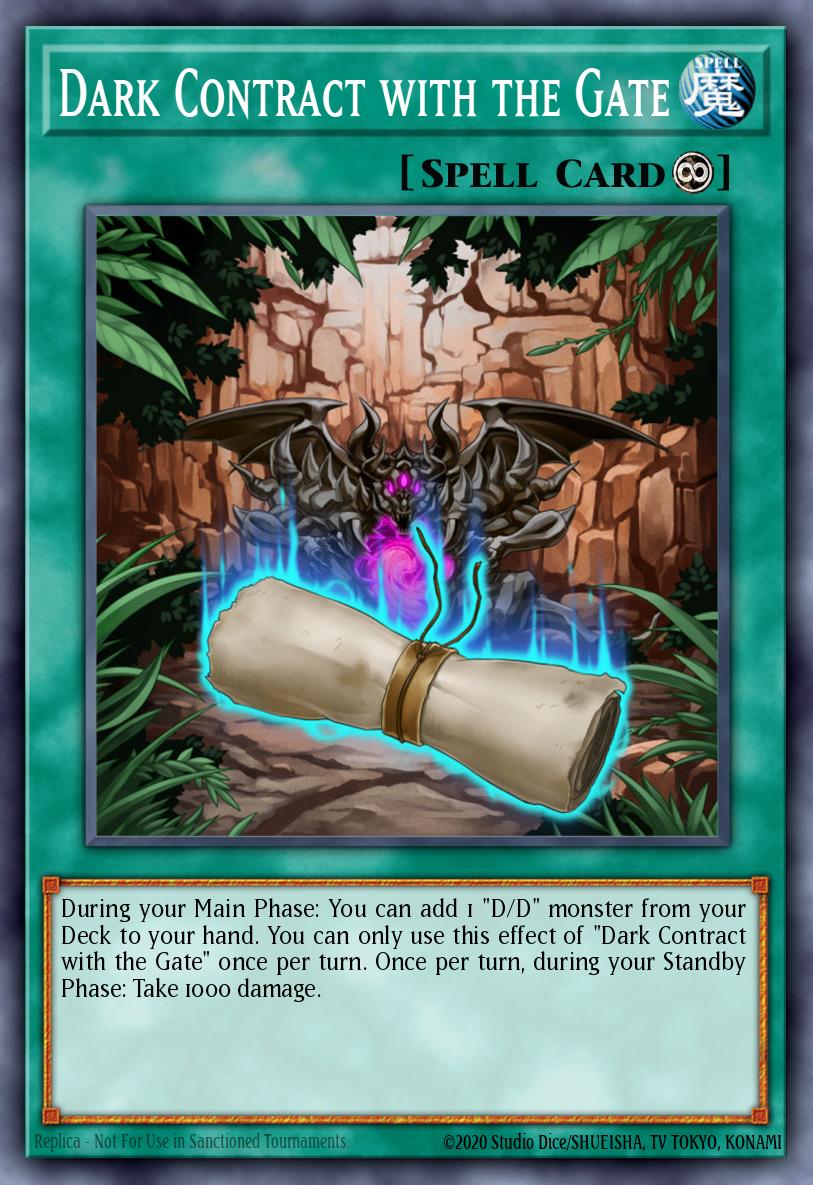 Dark Contract with the Gate
SPELL
魔
[Spell Card]
During your Main Phase: You can add 1 "D/D" monster from your
Deck to your hand. You can only use this effect of "Dark Contract
with the Gate" once per turn. Once per turn, during your Standby
Phase: Take 1000 damage.
Replica - Not For Use in Sanctioned Tournaments.
©2020 Studio Dice/SHUEISHA, TV TOKYO, KONAMI